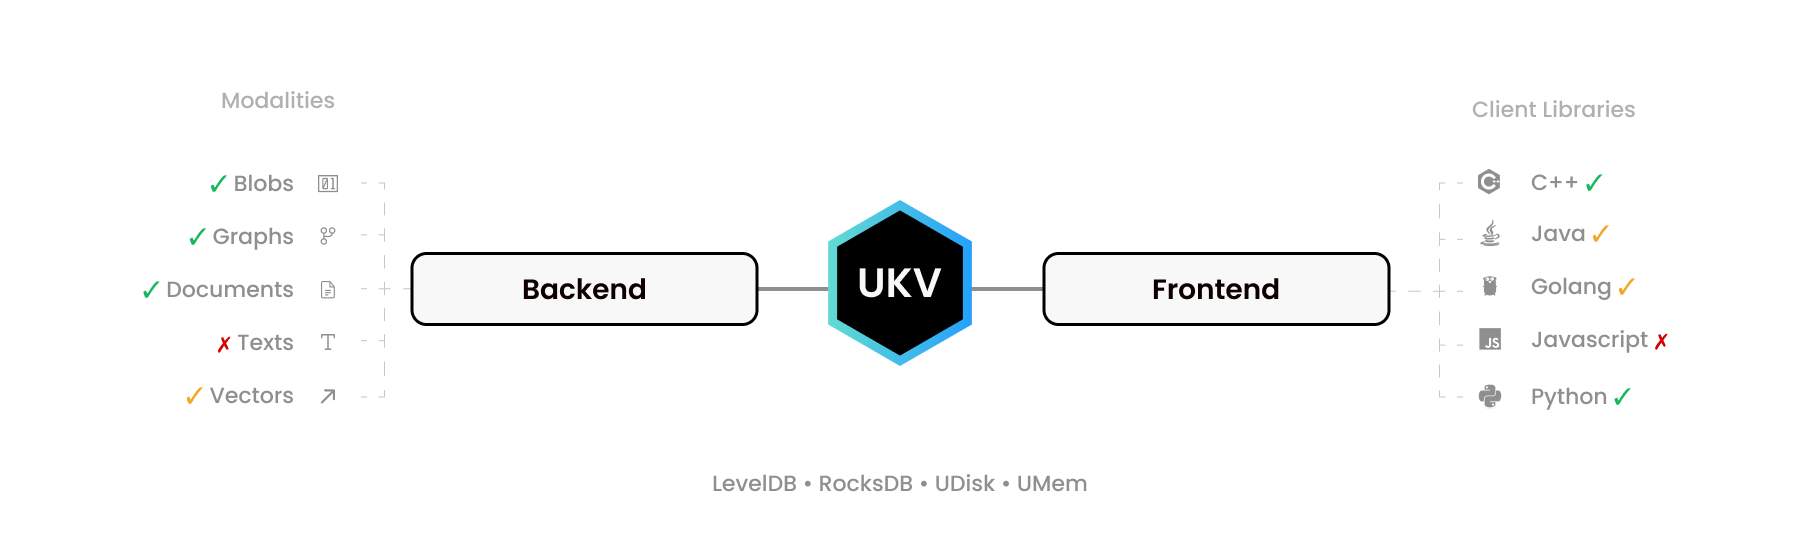 Modalities
✓ Blobs
✓ Graphs
✓ Documents
✗ Texts
✓ Vectors
Backend
UKV
Frontend
Client Libraries
C++ ✓
Java ✓
Golang ✓
JS Javascript ✗
Python ✓
LevelDB • RocksDB • UDisk • UMem